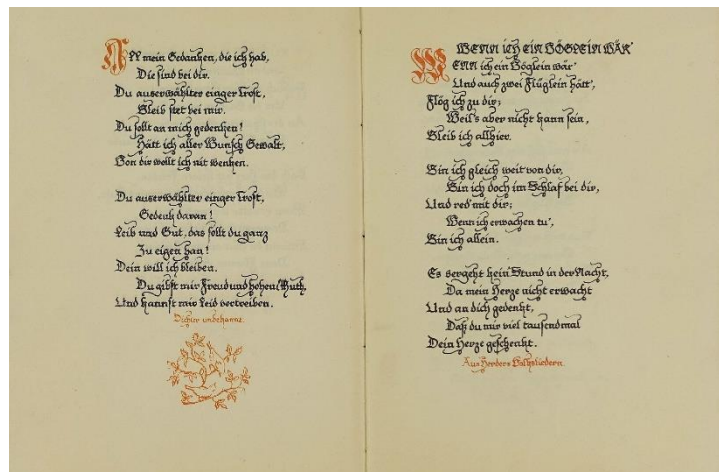 All mein Gedanken, die ich hab,
Die sind bei dir.
Du auserwählter einger Trost,
Bleib stet bei mir.
Du sollt an mich gedenken!
Hätt ich aller Wunsch Gewalt,
Von dir wollt ich nit wenken.
Du auserwählter einger Trost,
Gedenk daran!
Leib und Gut, das sollt du ganz
Zu eigen han!
Dein will ich bleiben.
Du gibst mir Freud und hohen Muth,
Und kannst mir Leid vertreiben.
Dichter unbekannt.
WENN ich EIN VÖGLEIN WÄR'
WENN ich ein Vöglein wär'
Und auch zwei Flüglein hätt',
Flög ich zu dir;
Weil's aber nicht kann sein,
Bleib ich allhier.
Bin ich gleich weit von dir,
Bin ich doch im Schlaf bei dir,
Und red' mit dir;
Wenn ich erwachen tu',
Bin ich allein.
Es vergeht kein Stund in der Nacht,
Da mein Herze nicht erwacht
Und an dich gedenkt,
Daß du mir viel tausendmal
Dein Herze geschenkt.
Aus Herders Volksliedern.